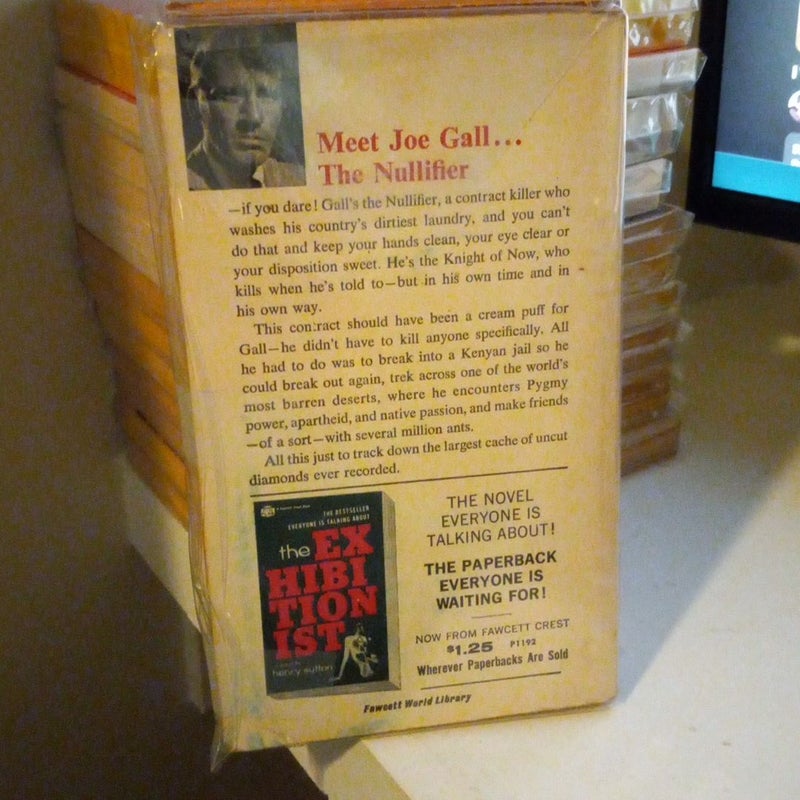 Meet Joe Gall...
The Nullifier
—if you dare! Gall's the Nullifier, a contract killer who
washes his country's dirtiest laundry, and you can't
do that and keep your hands clean, your eye clear or
your disposition sweet. He's the Knight of Now, who
kills when he's told to—but in his own time and in
his own way.
This contract should have been a cream puff for
Gall—he didn't have to kill anyone specifically. All
he had to do was to break into a Kenyan jail so he
could break out again, trek across one of the world's
most barren deserts, where he encounters Pygmy
power, apartheid, and native passion, and make friends
—of a sort—with several million ants.
All this just to track down the largest cache of uncut
diamonds ever recorded.
THE BESTSELLER
EVERYONE IS TALKING ABOUT
the EX
HIBI
TION
IST
henry sutton
THE NOVEL
EVERYONE IS
TALKING ABOUT!
THE PAPERBACK
EVERYONE IS
WAITING FOR!
NOW FROM FAWCETT CREST
$1.25 P1192
Wherever Paperbacks Are Sold
Fawcett World Library